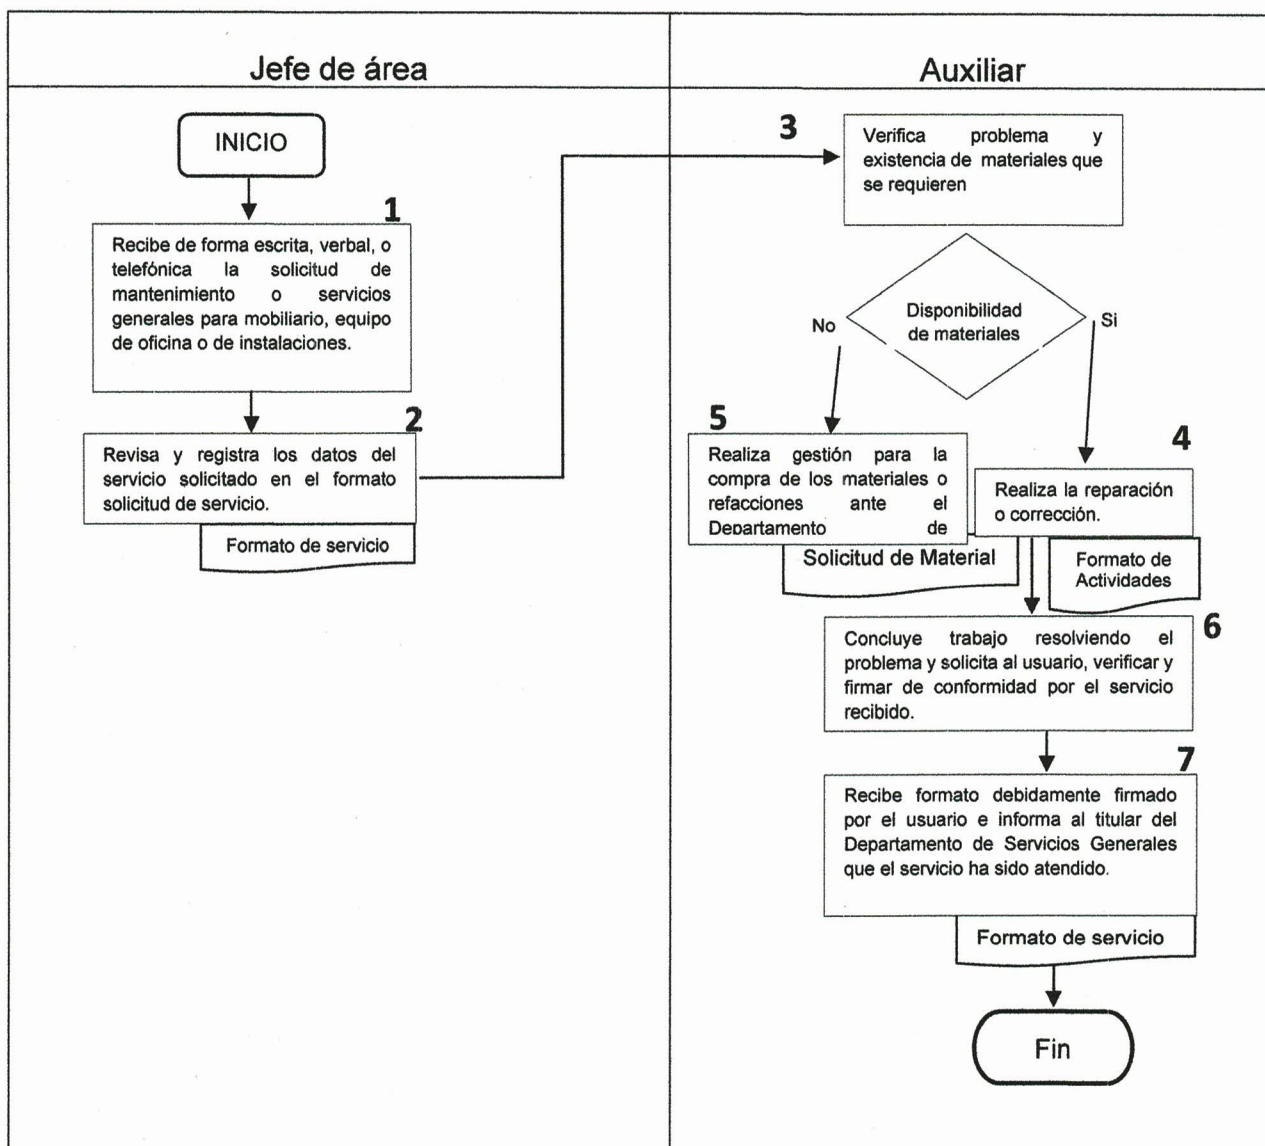 Jefe de área
Auxiliar
INICIO
1
Recibe de forma escrita, verbal, o
telefónica la solicitud de
mantenimiento o servicios
generales para mobiliario, equipo
de oficina o de instalaciones.
2
Revisa y registra los datos del
servicio solicitado en el formato
solicitud de servicio.
Formato de servicio
3
Verifica problema y
existencia de materiales que
se requieren
Disponibilidad
de materiales
No
Si
5
Realiza gestión para la
compra de los materiales o
refacciones ante el
Departamento de
Solicitud de Material
4
Realiza la reparación
o corrección.
Formato de
Actividades
6
Concluye trabajo resolviendo el
problema y solicita al usuario, verificar y
firmar de conformidad por el servicio
recibido.
7
Recibe formato debidamente firmado
por el usuario e informa al titular del
Departamento de Servicios Generales
que el servicio ha sido atendido.
Formato de servicio
Fin